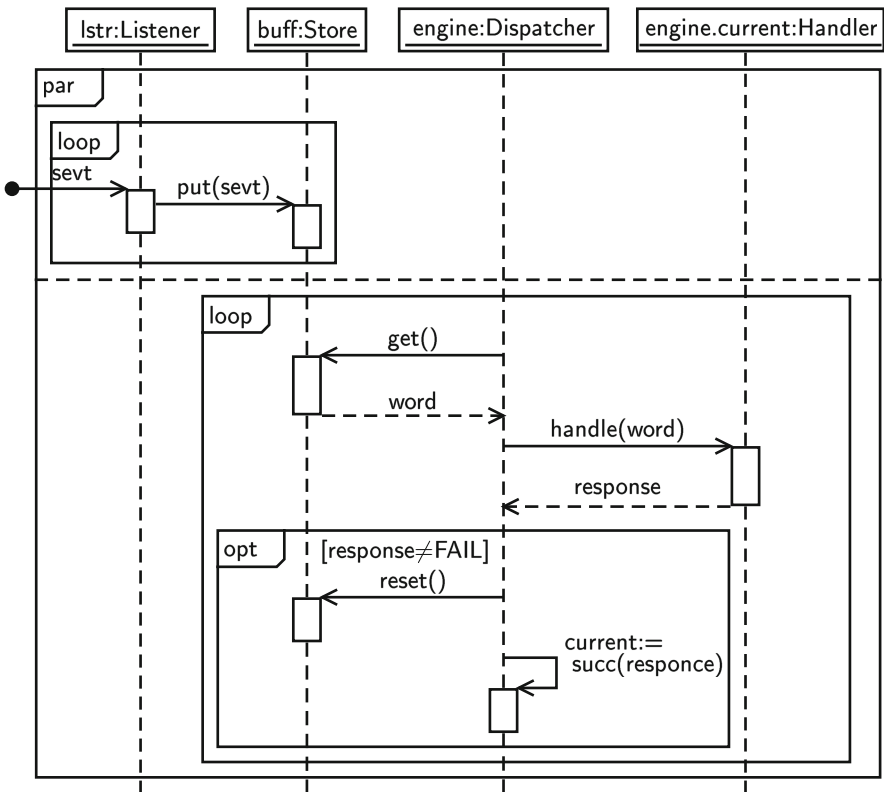 lstr:Listener
buff:Store
engine:Dispatcher
engine.current:Handler
par
loop
sevt
put(sevt)
loop
get()
word
handle(word)
response
opt
[response≠FAIL]
reset()
current:=
succ(responce)